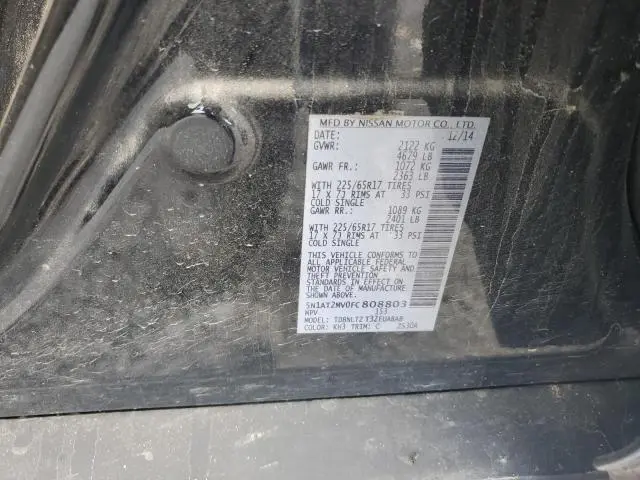 MFD BY NISSAN MOTOR CO., LTD.
DATE: 12/14
GVWR: 2122 KG
4679 LB
GAWR FR.: 1072 KG
2363 LB
WITH 225/65R17 TIRES
17 X 7J RIMS AT 33 PSI
COLD SINGLE
GAWR RR.: 1089 KG
2401 LB
WITH 225/65R17 TIRES
17 X 7J RIMS AT 33 PSI
COLD SINGLE
THIS VEHICLE CONFORMS TO
ALL APPLICABLE FEDERAL
MOTOR VEHICLE SAFETY AND
THEFT PREVENTION
STANDARDS IN EFFECT ON
THE DATE OF MANUFACTURE
SHOWN ABOVE.
5N1AT2MV0FC808803
MPV 153
TDBNLTZ T32EUA8AB
COLOR: KH3 TRIM: C 2530A